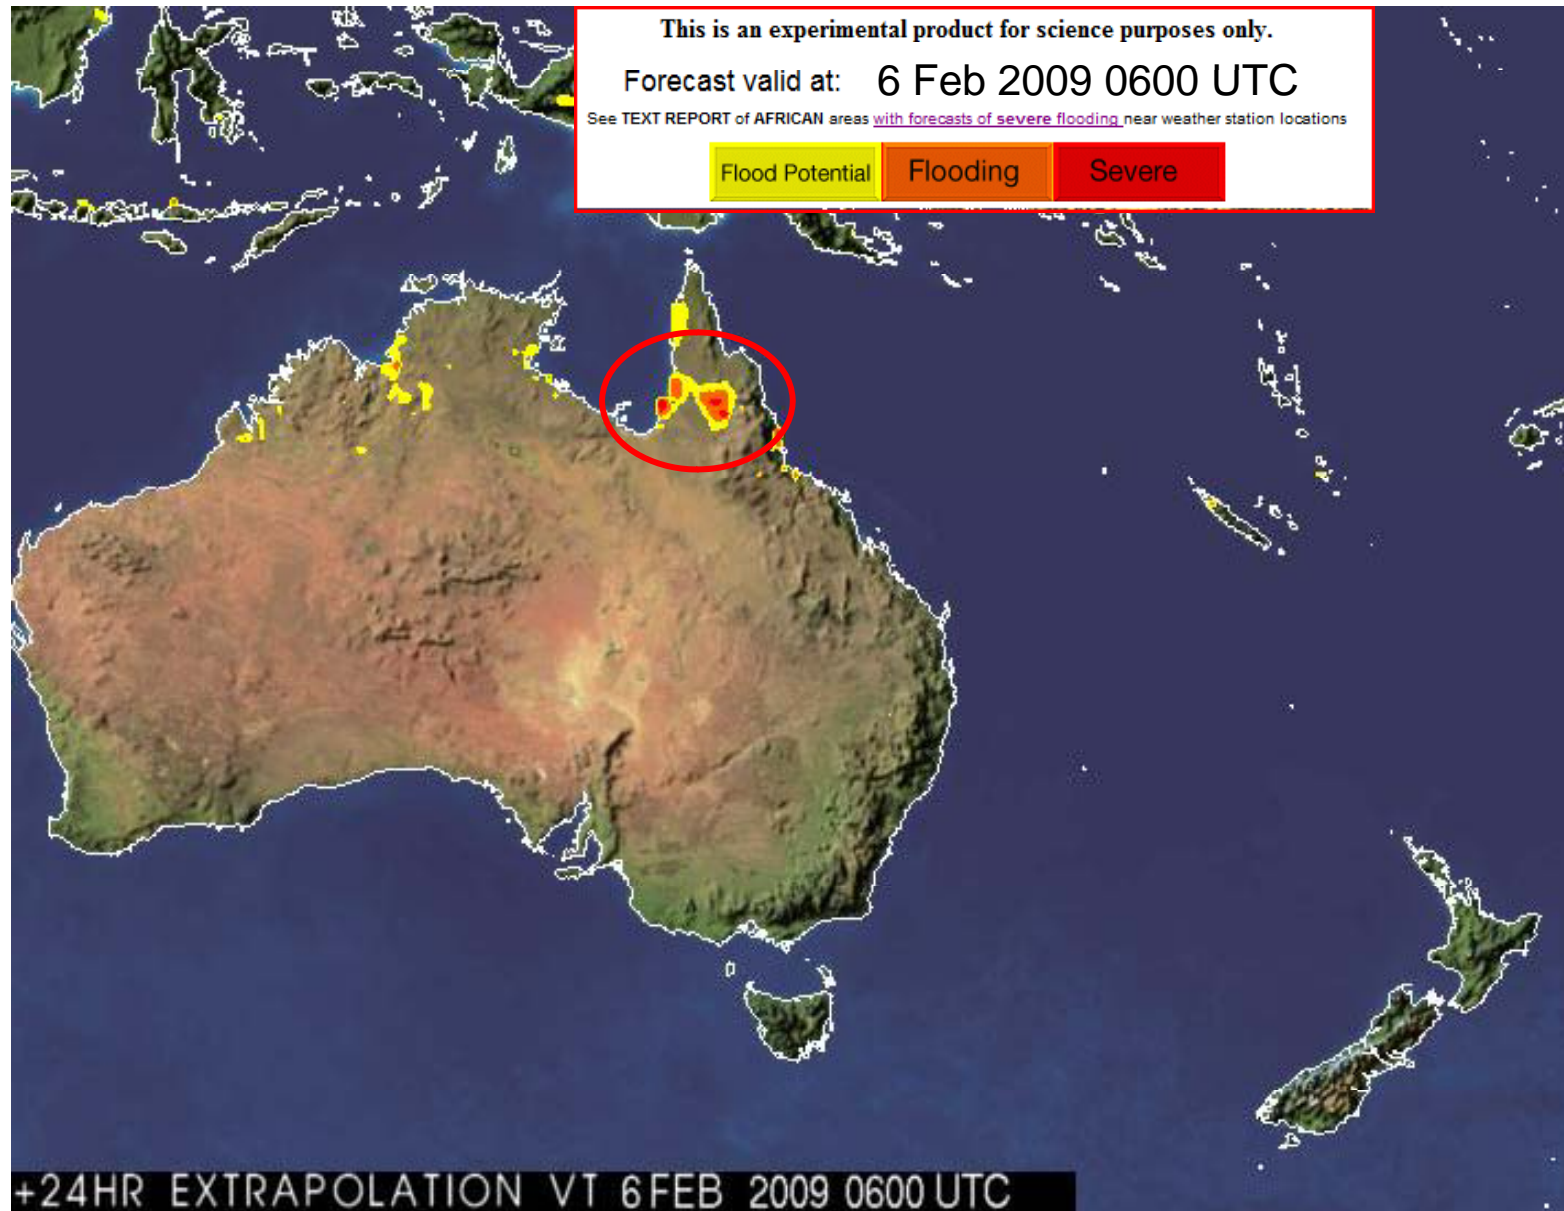 This is an experimental product for science purposes only.
Forecast valid at: 6 Feb 2009 0600 UTC
See TEXT REPORT of AFRICAN areas with forecasts of severe flooding near weather station locations
Flood Potential Flooding Severe
+24HR EXTRAPOLATION VT 6 FEB 2009 0600 UTC